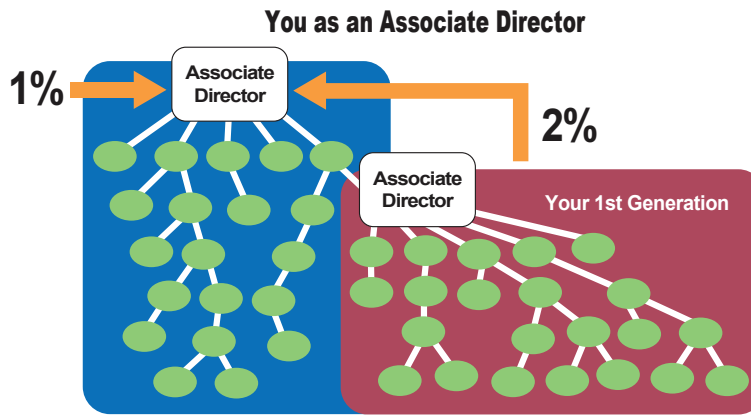 You as an Associate Director
1%
Associate
Director
2%
Associate
Director
Your 1st Generation